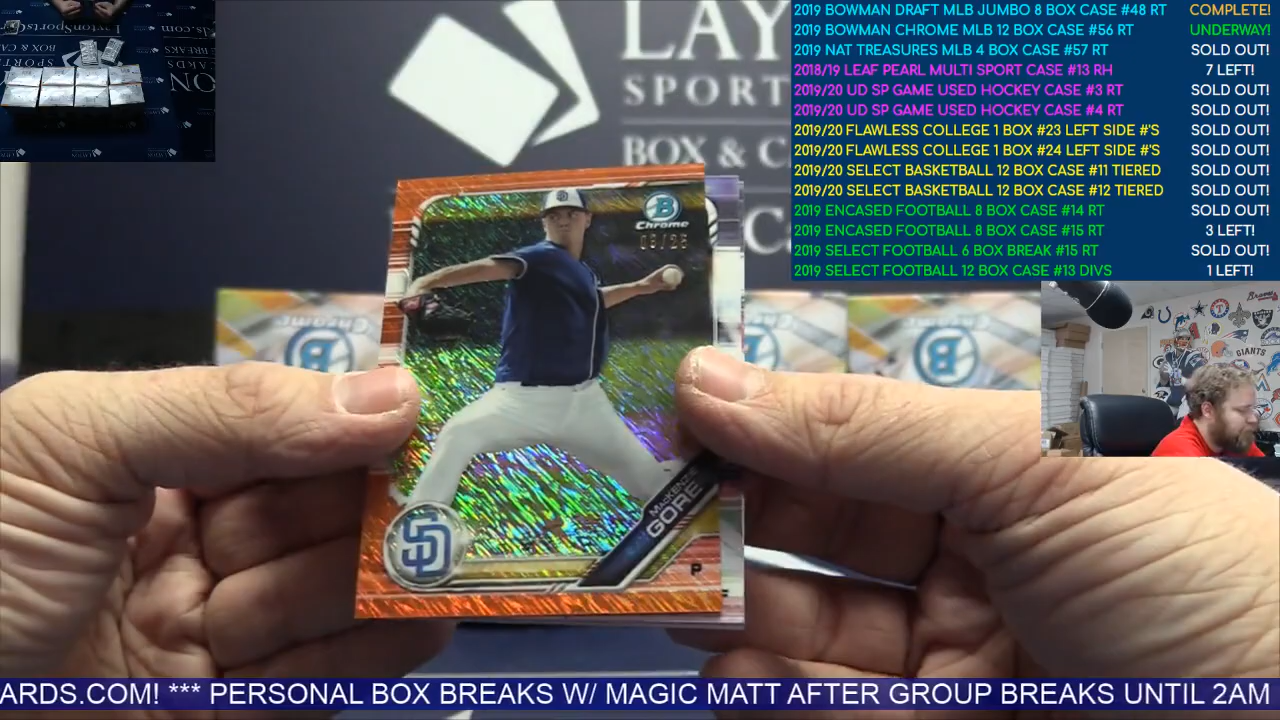 2019 BOWMAN DRAFT MLB JUMBO 8 BOX CASE #48 RT COMPLETE!
2019 BOWMAN CHROME MLB 12 BOX CASE #56 RT UNDERWAY!
2019 NAT TREASURES MLB 4 BOX CASE #57 RT SOLD OUT!
2018/19 LEAF PEARL MULTI SPORT CASE #13 RH 7 LEFT!
2019/20 UD SP GAME USED HOCKEY CASE #3 RT SOLD OUT!
2019/20 UD SP GAME USED HOCKEY CASE #4 RT SOLD OUT!
2019/20 FLAWLESS COLLEGE 1 BOX #23 LEFT SIDE #'S SOLD OUT!
2019/20 FLAWLESS COLLEGE 1 BOX #24 LEFT SIDE #'S SOLD OUT!
2019/20 SELECT BASKETBALL 12 BOX CASE #11 TIERED SOLD OUT!
2019/20 SELECT BASKETBALL 12 BOX CASE #12 TIERED SOLD OUT!
2019 ENCASED FOOTBALL 8 BOX CASE #14 RT SOLD OUT!
2019 ENCASED FOOTBALL 8 BOX CASE #15 RT 3 LEFT!
2019 SELECT FOOTBALL 6 BOX BREAK #15 RT SOLD OUT!
2019 SELECT FOOTBALL 12 BOX CASE #13 DIVS 1 LEFT!
LAY
SPORT
BOX & C
B
Chrome
SD
MACKENZIE
GORE
P
GIANTS
Braves
ARDS.COM! *** PERSONAL BOX BREAKS W/ MAGIC MATT AFTER GROUP BREAKS UNTIL 2AM